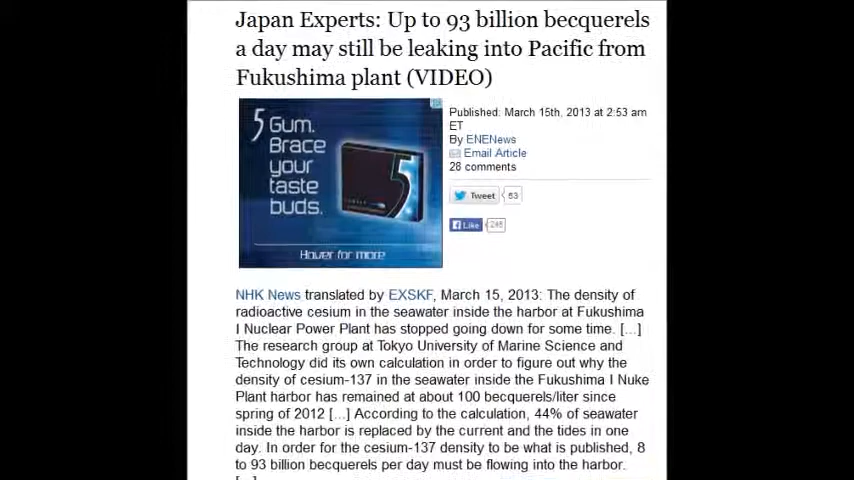 Japan Experts: Up to 93 billion becquerels
a day may still be leaking into Pacific from
Fukushima plant (VIDEO)
5 Gum.
Brace
your
taste
buds.
5
Hover for more
Published: March 15th, 2013 at 2:53 am
ET
By ENENews
Email Article
28 comments
Tweet 53
Like 245
NHK News translated by EXSKF, March 15, 2013: The density of
radioactive cesium in the seawater inside the harbor at Fukushima
I Nuclear Power Plant has stopped going down for some time. [...]
The research group at Tokyo University of Marine Science and
Technology did its own calculation in order to figure out why the
density of cesium-137 in the seawater inside the Fukushima I Nuke
Plant harbor has remained at about 100 becquerels/liter since
spring of 2012 [...] According to the calculation, 44% of seawater
inside the harbor is replaced by the current and the tides in one
day. In order for the cesium-137 density to be what is published, 8
to 93 billion becquerels per day must be flowing into the harbor.
[...]